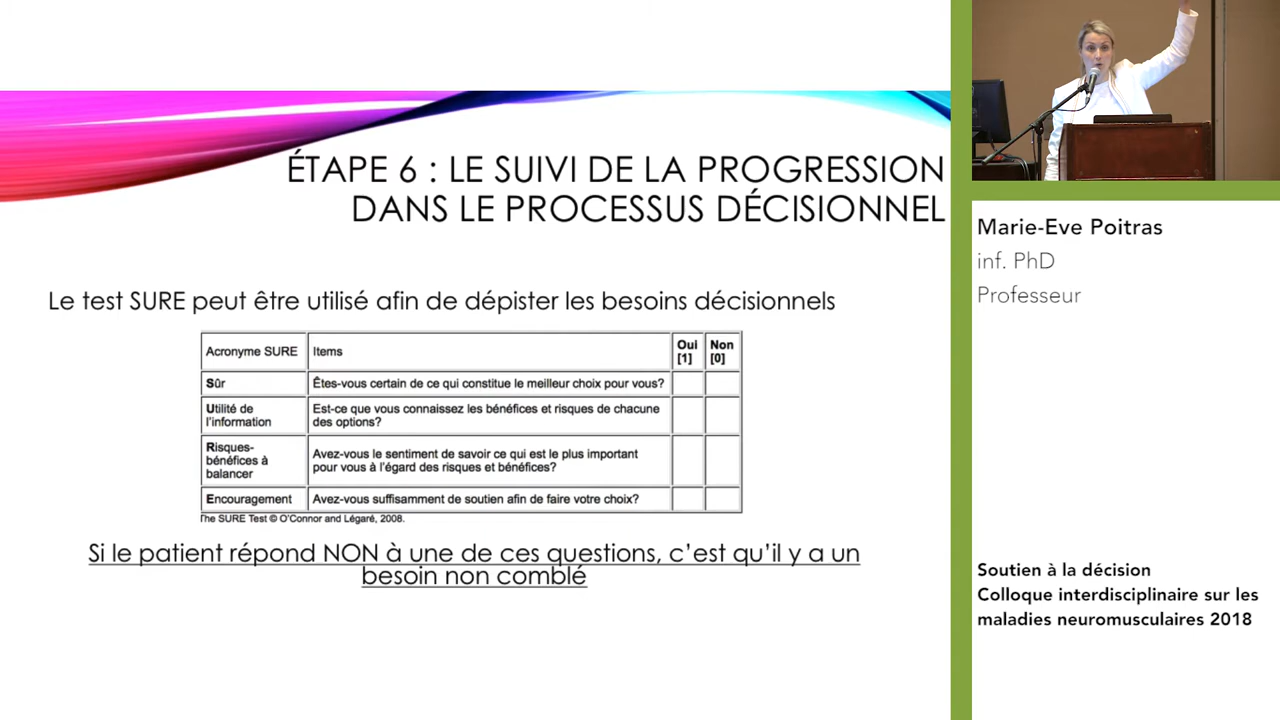 ÉTAPE 6 : LE SUIVI DE LA PROGRESSION
DANS LE PROCESSUS DÉCISIONNEL
Le test SURE peut être utilisé afin de dépister les besoins décisionnels
Acronyme SURE Items Oui [1] Non [0]
Sûr Êtes-vous certain de ce qui constitue le meilleur choix pour vous?
Utilité de l'information Est-ce que vous connaissez les bénéfices et risques de chacune
des options?
Risques-bénéfices à balancer Avez-vous le sentiment de savoir ce qui est le plus important
pour vous à l'égard des risques et bénéfices?
Encouragement Avez-vous suffisamment de soutien afin de faire votre choix?
The SURE Test © O'Connor and Légaré, 2008.
Si le patient répond NON à une de ces questions, c'est qu'il y a un
besoin non comblé
Marie-Eve Poitras
inf. PhD
Professeur
Soutien à la décision
Colloque interdisciplinaire sur les
maladies neuromusculaires 2018